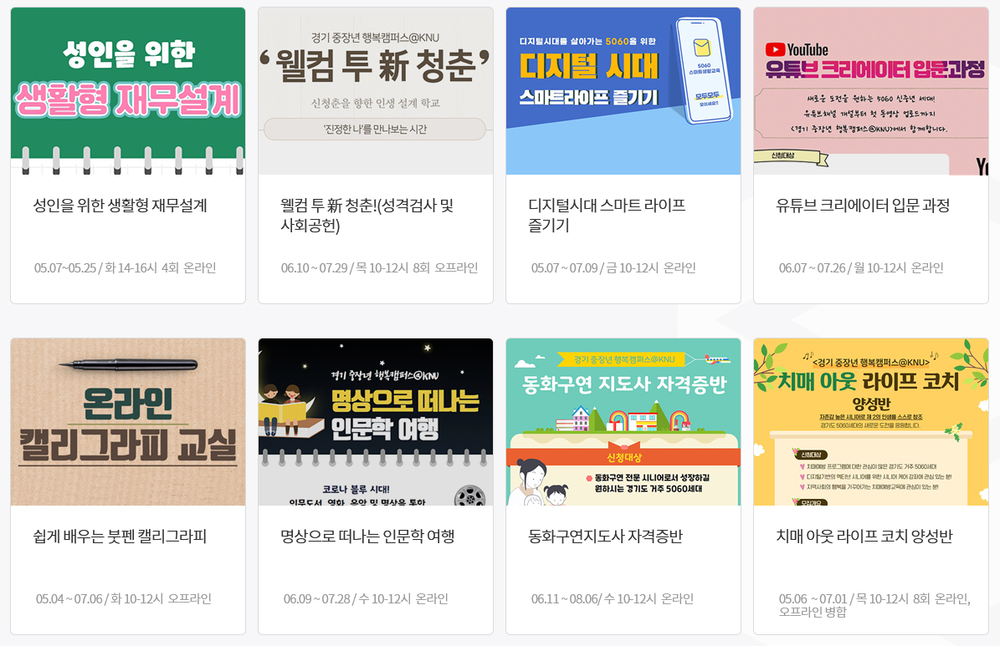 성인을 위한
생활형 재무설계
성인을 위한 생활형 재무설계
05.07~05.25 / 화 14-16시 4회 온라인
경기 중장년 행복캠퍼스@KNU
‘웰컴 투 新 청춘’
신청춘을 향한 인생 설계 학교
'진정한 나'를 만나보는 시간
웰컴 투 新 청춘!(성격검사 및
사회공헌)
06.10 ~ 07.29 / 목 10-12시 8회 오프라인
디지털시대를 살아가는 5060을 위한
디지털 시대
스마트라이프 즐기기
5060
스마트생활교육
모두모두
모이세요!!
디지털시대 스마트 라이프
즐기기
05.07 ~ 07.09 / 금 10-12시 온라인
YouTube
유튜브 크리에이터 입문과정
새로운 도전을 원하는 5060 신중년 세대!
유튜브채널 개설부터 첫 동영상 업로드까지
<경기 중장년 행복캠퍼스@KNU>에서 함께합니다.
신청대상
유튜브 크리에이터 입문 과정
06.07 ~ 07.26 / 월 10-12시 온라인
온라인
캘리그라피 교실
쉽게 배우는 붓펜 캘리그라피
05.04 ~ 07.06 / 화 10-12시 오프라인
경기 중장년 행복캠퍼스@KNU
명상으로 떠나는
인문학 여행
코로나 블루 시대!
인문도서, 영화, 음악 및 명상을 통한
명상으로 떠나는 인문학 여행
06.09 ~ 07.28 / 수 10-12시 온라인
경기 중장년 행복캠퍼스@KNU
동화구연 지도사 자격증반
신청대상
동화구연 전문 시니어로서 성장하길
원하시는 경기도 거주 5060세대
동화구연지도사 자격증반
06.11 ~ 08.06/ 수 10-12시 온라인
<경기 중장년 행복캠퍼스@KNU>
치매 아웃 라이프 코치
양성반
자존감 높은 시니어로 제 2의 인생을 스스로 창조
경기도 5060세대의 새로운 도전을 응원합니다.
신청대상
치매예방 프로그램에 대한 관심이 많은 경기도 거주 5060세대
디지털기반의 액티브 시니어를 위한 시니어 케어 강좌에 관심 있는 분!
지역사회의 행복을 가꾸어가는 치매예방교육에 관심이 있는 분!
모집개요
치매 아웃 라이프 코치 양성반
05.06 ~ 07.01 / 목 10-12시 8회 온라인,
오프라인 병합